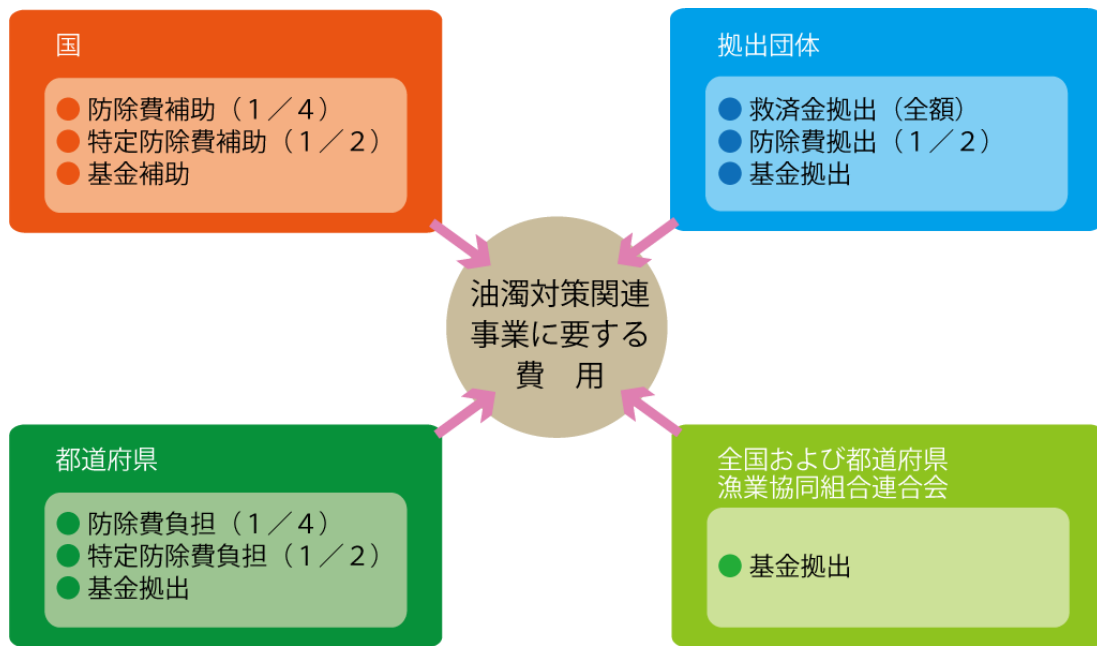 国
● 防除費補助（１／４）
● 特定防除費補助（１／２）
● 基金補助
拠出団体
● 救済金拠出（全額）
● 防除費拠出（１／２）
● 基金拠出
油濁対策関連
事業に要する
費　用
都道府県
● 防除費負担（１／４）
● 特定防除費負担（１／２）
● 基金拠出
全国および都道府県
漁業協同組合連合会
● 基金拠出